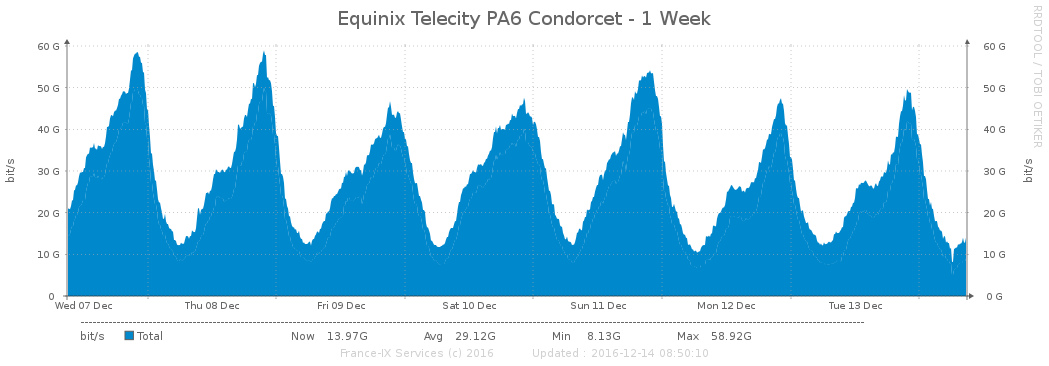 Equinix Telecity PA6 Condorcet - 1 Week
RRDTOOL / TOBI OETIKER
bit/s
bit/s
60 G 60 G
50 G 50 G
40 G 40 G
30 G 30 G
20 G 20 G
10 G 10 G
0 0 G
Wed 07 Dec Thu 08 Dec Fri 09 Dec Sat 10 Dec Sun 11 Dec Mon 12 Dec Tue 13 Dec
bit/s Total Now 13.97G Avg 29.12G Min 8.13G Max 58.92G
France-IX Services (c) 2016 Updated : 2016-12-14 08:50:10